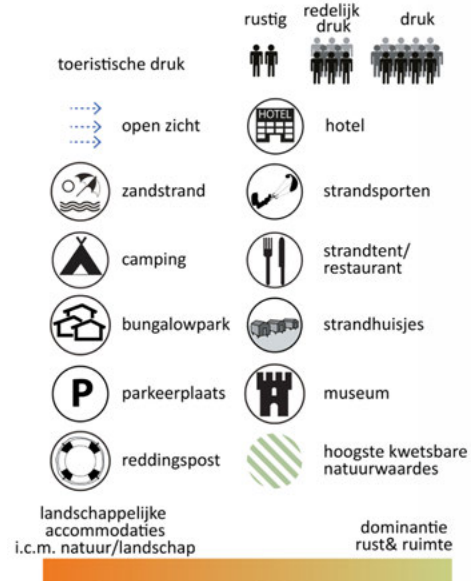 rustig
redelijk
druk
druk
toeristische druk
open zicht
HOTEL
hotel
zandstrand
strandsporten
camping
strandtent/
restaurant
bungalowpark
strandhuisjes
P
parkeerplaats
museum
reddingspost
hoogste kwetsbare
natuurwaardes
landschappelijke
accommodaties
i.c.m. natuur/landschap
dominantie
rust& ruimte